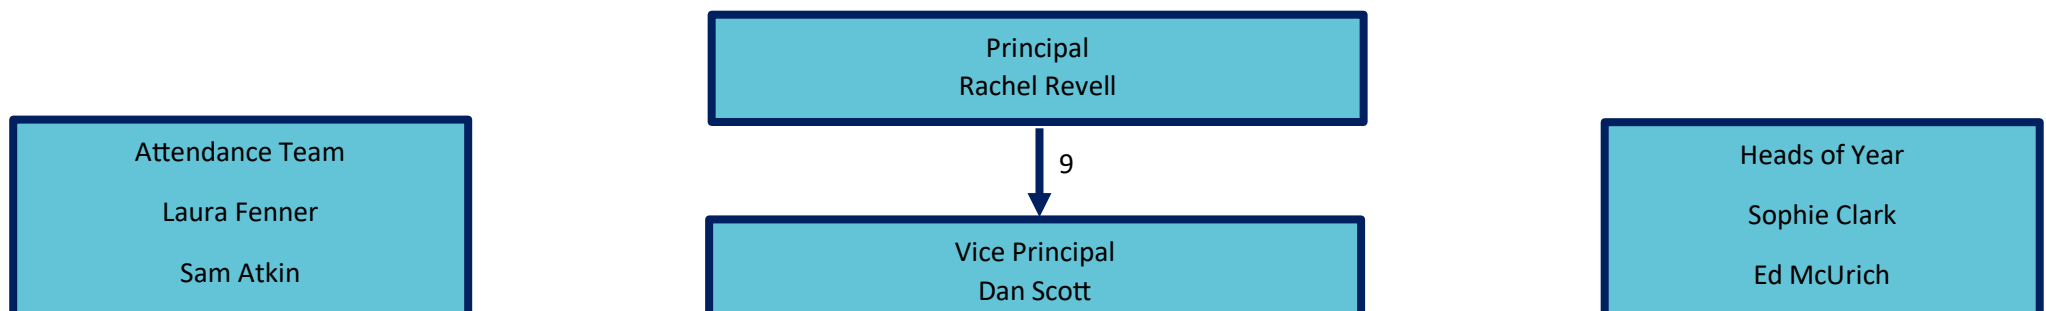 Principal
Rachel Revell
Attendance Team
Laura Fenner
Sam Atkin
9
Vice Principal
Dan Scott
Heads of Year
Sophie Clark
Ed McUrich